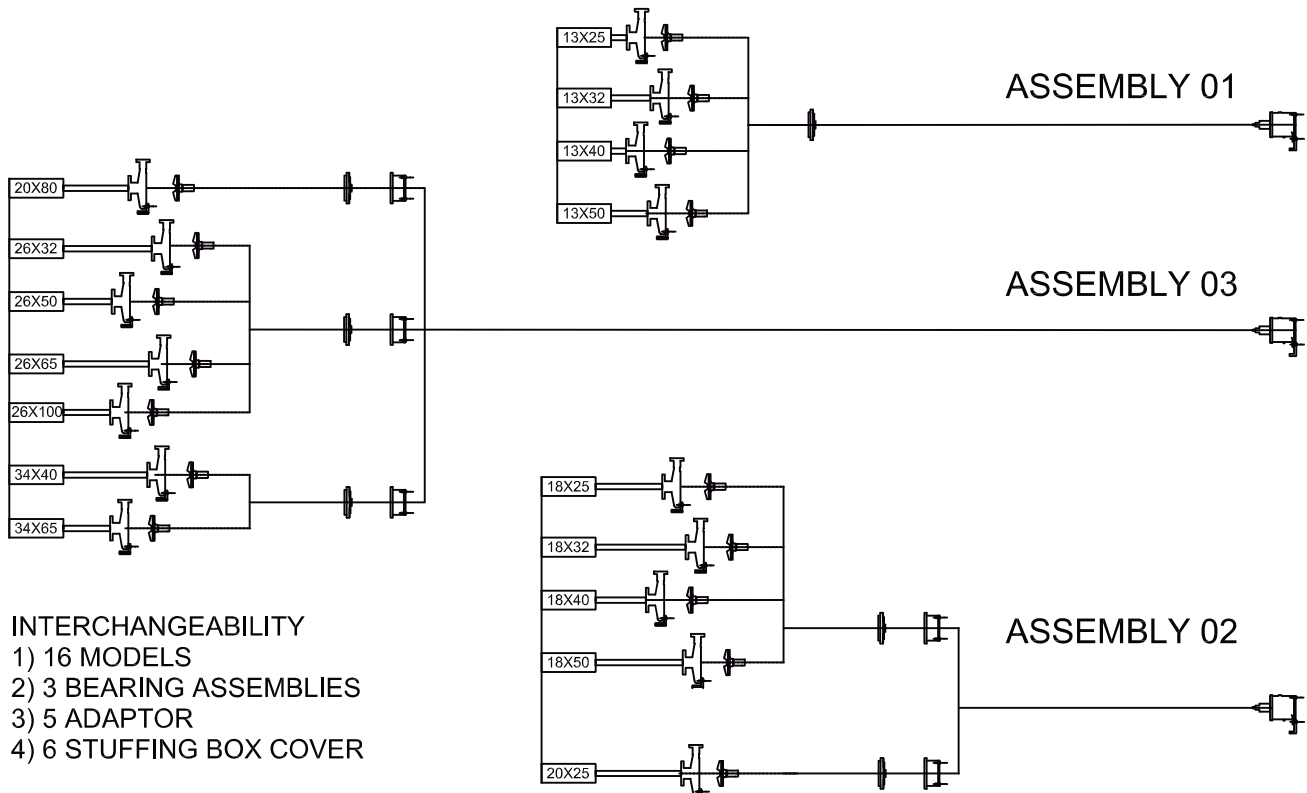 13X25
ASSEMBLY 01
13X32
13X40
13X50
20X80
26X32
26X50
26X65
26X100
34X40
34X65
ASSEMBLY 03
18X25
18X32
18X40
18X50
20X25
ASSEMBLY 02
INTERCHANGEABILITY
1) 16 MODELS
2) 3 BEARING ASSEMBLIES
3) 5 ADAPTOR
4) 6 STUFFING BOX COVER